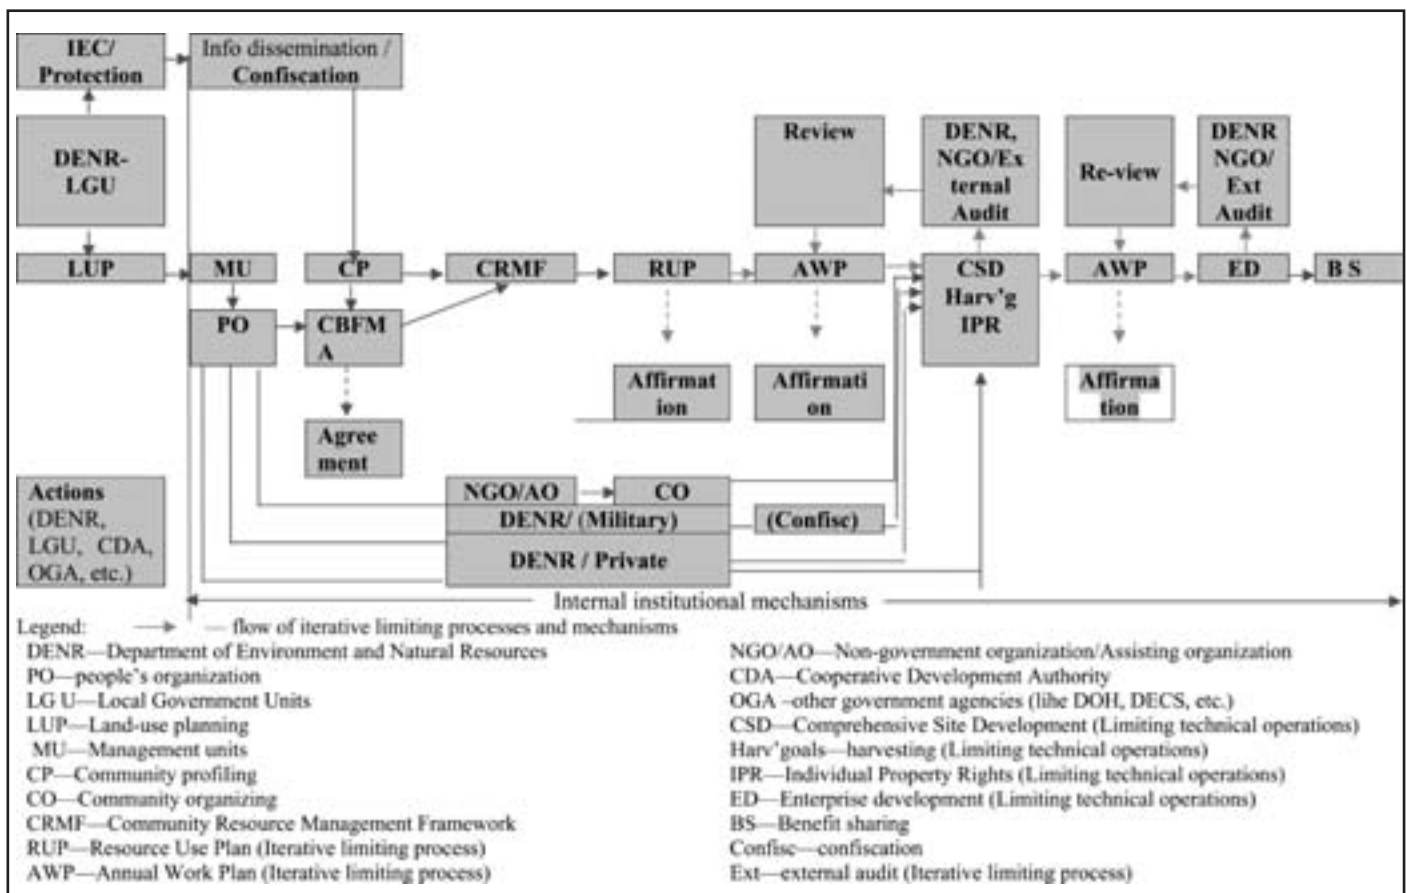 IEC/
Protection
Info dissemination /
Confiscation
DENR-
LGU
Review
DENR,
NGO/Ex
ternal
Audit
Re-view
DENR
NGO/
Ext
Audit
LUP
MU
CP
CRMF
RUP
AWP
CSD
Harv'g
IPR
AWP
ED
B S
PO
CBFM
A
Affirmat
ion
Affirmati
on
Affirma
tion
Agree
ment
Actions
(DENR,
LGU, CDA,
OGA, etc.)
NGO/AO
CO
DENR/ (Military)
(Confisc)
DENR / Private
Internal institutional mechanisms
Legend: — flow of iterative limiting processes and mechanisms
DENR—Department of Environment and Natural Resources
PO—people's organization
LG U—Local Government Units
LUP—Land-use planning
MU—Management units
CP—Community profiling
CO—Community organizing
CRMF—Community Resource Management Framework
RUP—Resource Use Plan (Iterative limiting process)
AWP—Annual Work Plan (Iterative limiting process)
NGO/AO—Non-government organization/Assisting organization
CDA—Cooperative Development Authority
OGA –other government agencies (lihe DOH, DECS, etc.)
CSD—Comprehensive Site Development (Limiting technical operations)
Harv'goals—harvesting (Limiting technical operations)
IPR—Individual Property Rights (Limiting technical operations)
ED—Enterprise development (Limiting technical operations)
BS—Benefit sharing
Confisc—confiscation
Ext—external audit (Iterative limiting process)